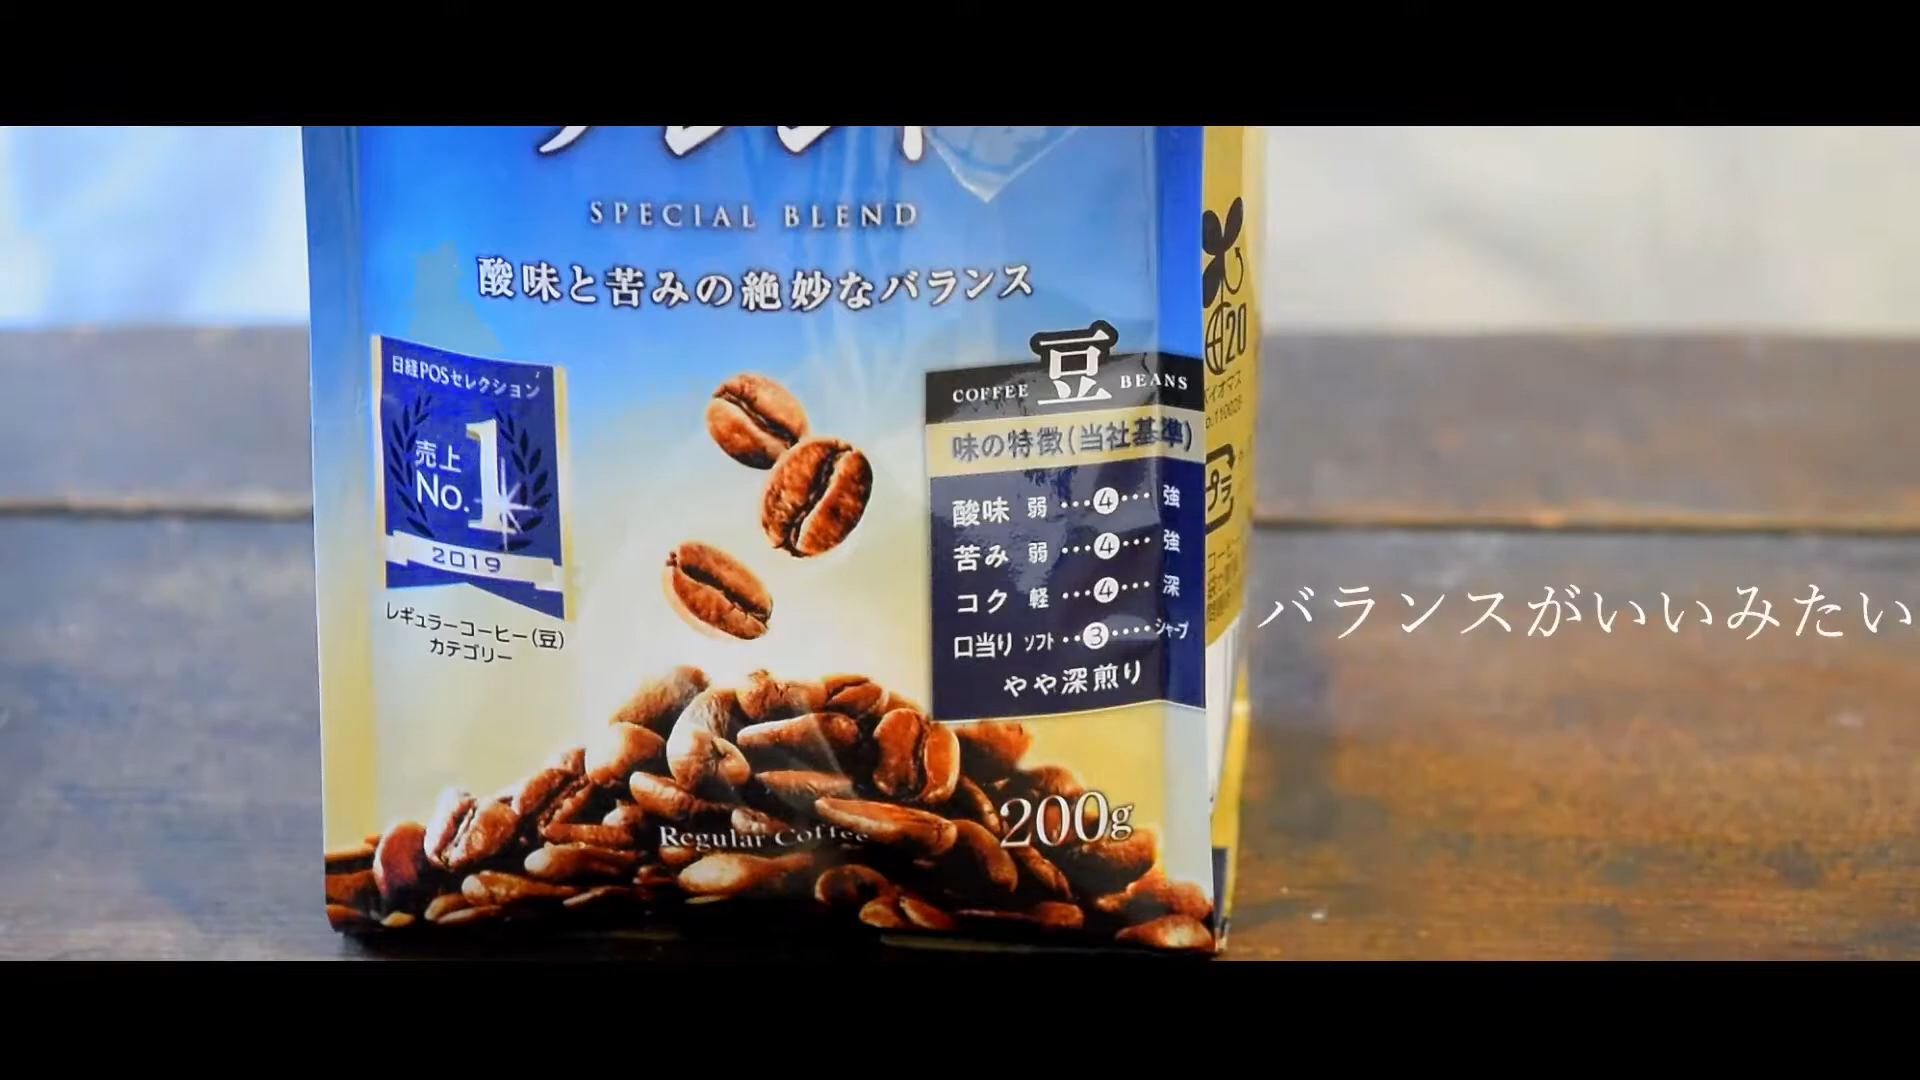 SPECIAL BLEND
酸味と苦みの絶妙なバランス
日経POSセレクション
売上
No.1
2019
レギュラーコーヒー(豆)
カテゴリー
COFFEE 豆 BEANS
味の特徴(当社基準)
酸味 弱 ・・・4・・・ 強
苦み 弱 ・・・4・・・ 強
コク 軽 ・・・4・・・ 深
口当り ソフト ・・3・・・・ シャープ
やや深煎り
Regular Coffee
200g
20
プラ
バランスがいいみたい